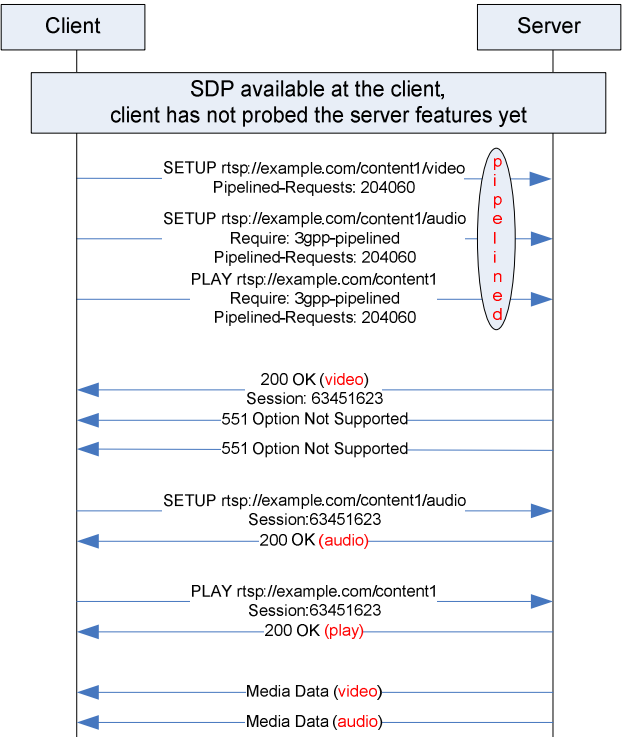 Client
Server
SDP available at the client,
client has not probed the server features yet
SETUP rtsp://example.com/content1/video
Pipelined-Requests: 204060
SETUP rtsp://example.com/content1/audio
Require: 3gpp-pipelined
Pipelined-Requests: 204060
PLAY rtsp://example.com/content1
Require: 3gpp-pipelined
Pipelined-Requests: 204060
pipelined
200 OK (video)
Session: 63451623
551 Option Not Supported
551 Option Not Supported
SETUP rtsp://example.com/content1/audio
Session:63451623
200 OK (audio)
PLAY rtsp://example.com/content1
Session:63451623
200 OK (play)
Media Data (video)
Media Data (audio)